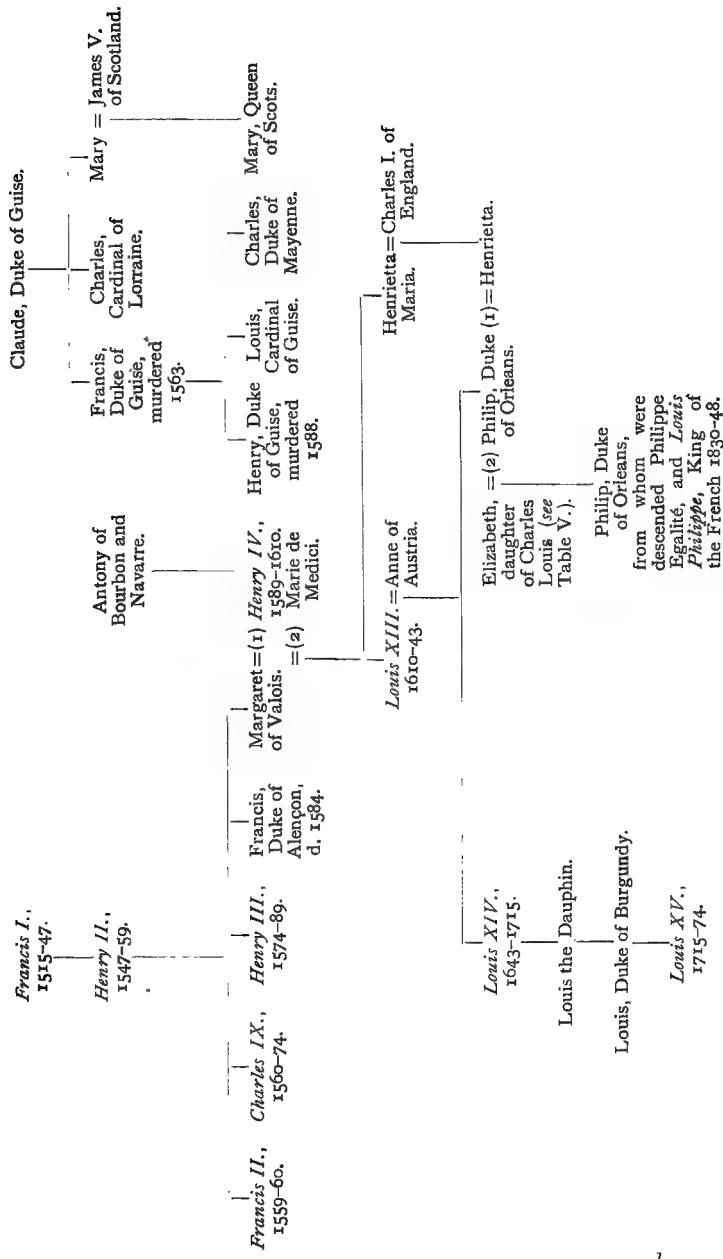 Francis I.,
1515–47.
Henry II.,
1547–59.
Antony of
Bourbon and
Navarre.
Claude, Duke of Guise.
Francis,
Duke of
Guise,
murdered
1563.
Charles,
Cardinal of
Lorraine.
Mary = James V.
of Scotland.
Francis II.,
1559–60.
Charles IX.,
1560–74.
Henry III.,
1574–89.
Francis,
Duke of
Alençon,
d. 1584.
Margaret=(1) Henry IV.,
of Valois. 1589–1610.
=(2) Marie de
Medici.
Henry, Duke
of Guise,
murdered
1588.
Louis,
Cardinal
of Guise.
Charles,
Duke of
Mayenne.
Mary, Queen
of Scots.
Louis XIII.=Anne of
1610–43. Austria.
Henrietta=Charles I. of
Maria. England.
Louis XIV.,
1643–1715.
Elizabeth, =(2) Philip, Duke (1)=Henrietta.
daughter of Orleans.
of Charles
Louis (see
Table V.).
Louis the Dauphin.
Philip, Duke
of Orleans,
from whom were
descended Philippe
Egalité, and Louis
Philippe, King of
the French 1830–48.
Louis, Duke of Burgundy.
Louis XV.,
1715–74.